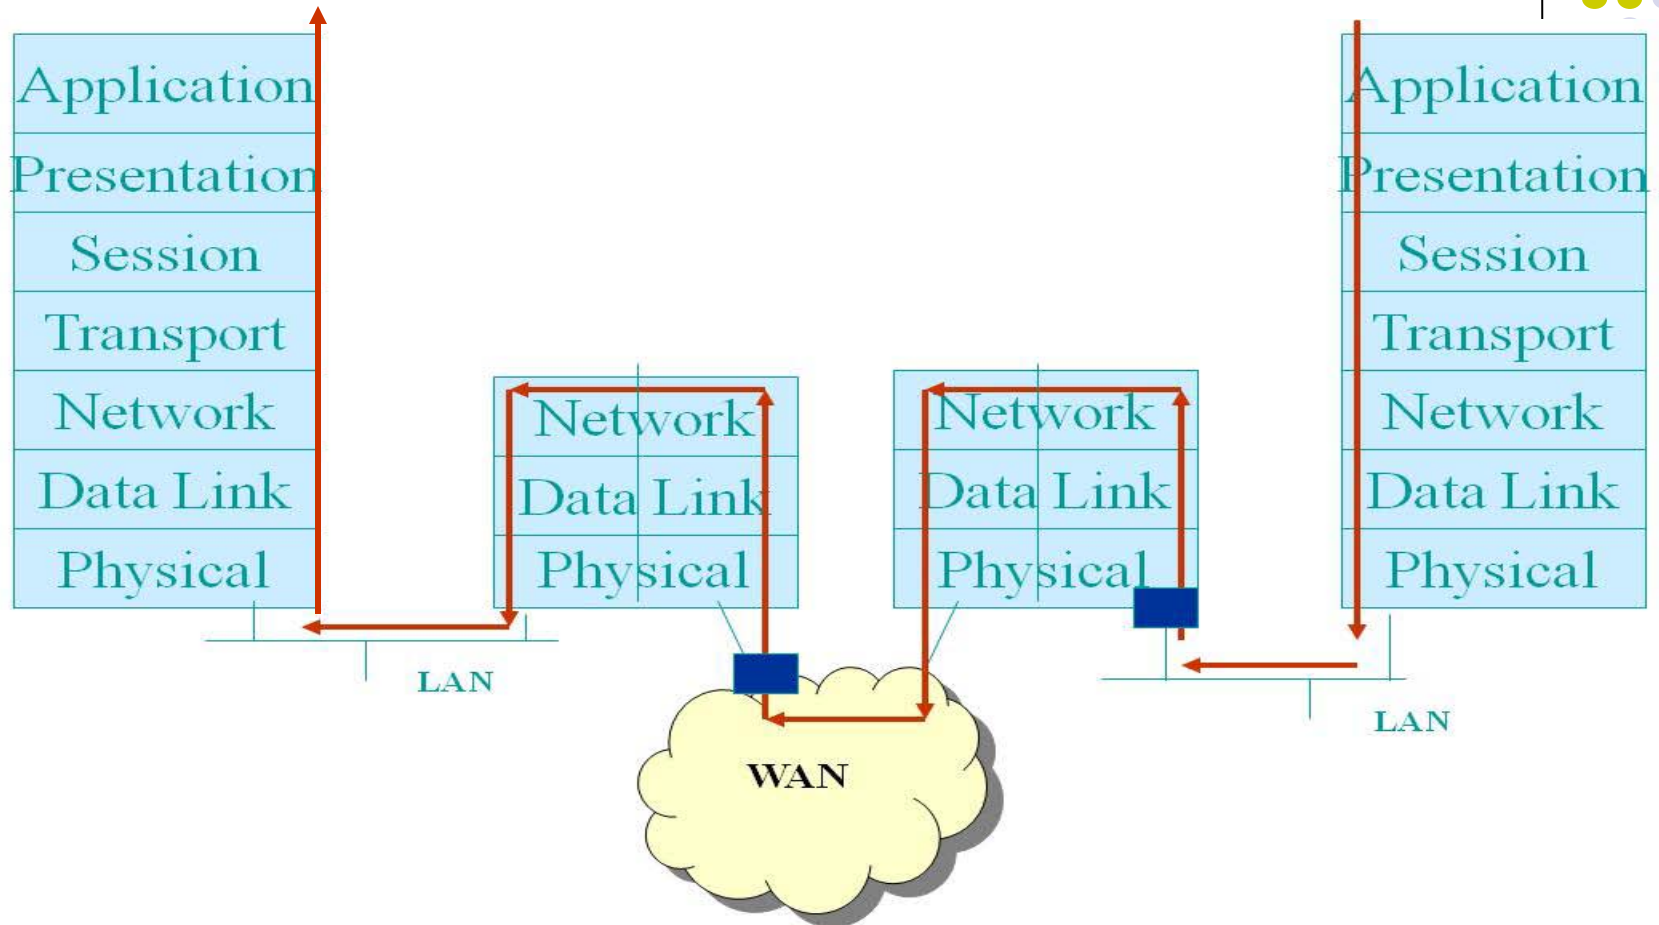 Application
Presentation
Session
Transport
Network
Data Link
Physical
LAN
Network
Data Link
Physical
WAN
Network
Data Link
Physical
Application
Presentation
Session
Transport
Network
Data Link
Physical
LAN